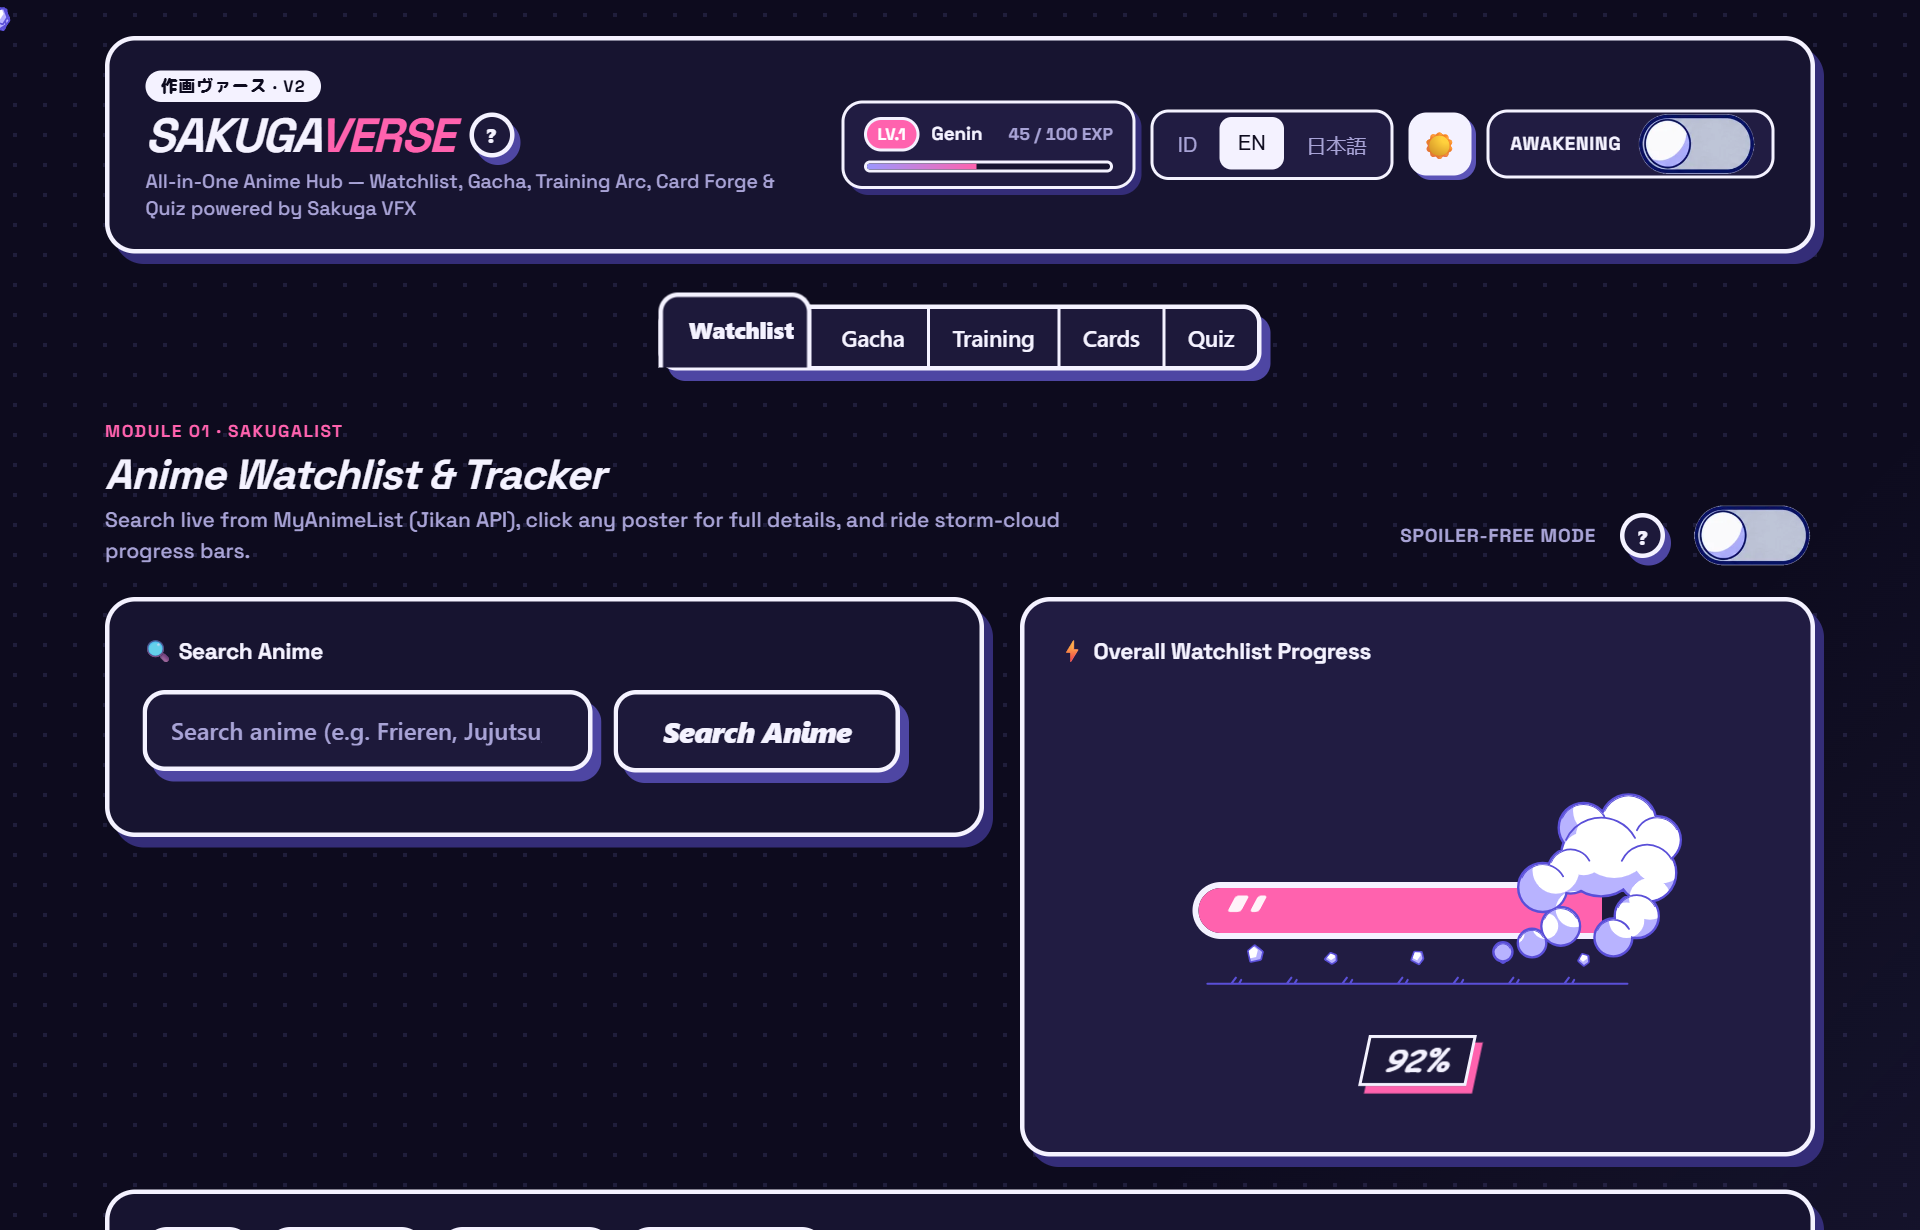 作画ヴァース · V2
SAKUGAVERSE ?
All-in-One Anime Hub — Watchlist, Gacha, Training Arc, Card Forge &
Quiz powered by Sakuga VFX
LV.1 Genin 45 / 100 EXP
ID EN 日本語
AWAKENING
Watchlist Gacha Training Cards Quiz
MODULE 01 · SAKUGALIST
Anime Watchlist & Tracker
Search live from MyAnimeList (Jikan API), click any poster for full details, and ride storm-cloud
progress bars.
SPOILER-FREE MODE ?
Search Anime
Search anime (e.g. Frieren, Jujutsu
Search Anime
Overall Watchlist Progress
92%